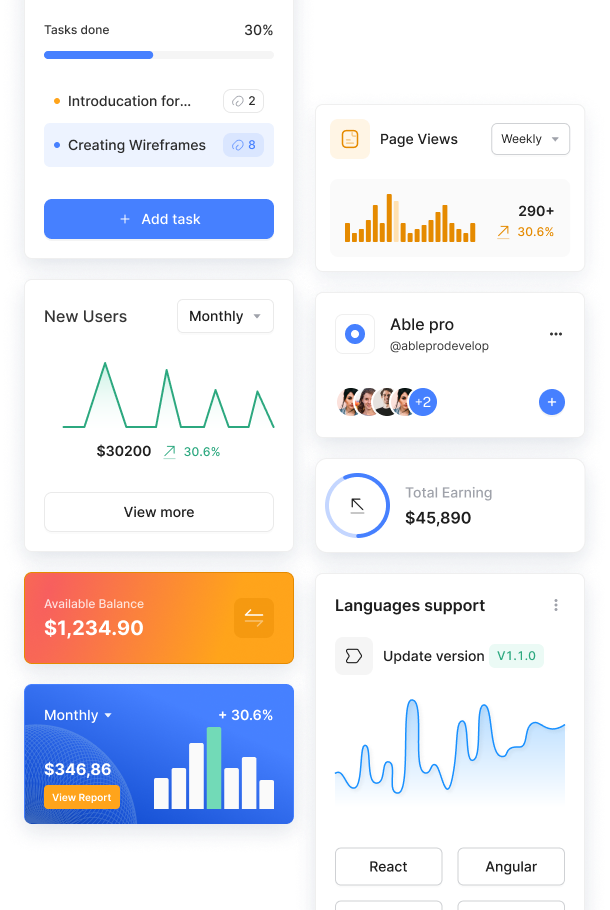 Tasks done
30%
Introducation for...
2
Creating Wireframes
8
+ Add task
New Users
Monthly
$30200
30.6%
View more
Available Balance
$1,234.90
Monthly
+ 30.6%
$346,86
View Report
Page Views
Weekly
290+
30.6%
Able pro
@ableprodevelop
+2
+
Total Earning
$45,890
Languages support
Update version
V1.1.0
React
Angular